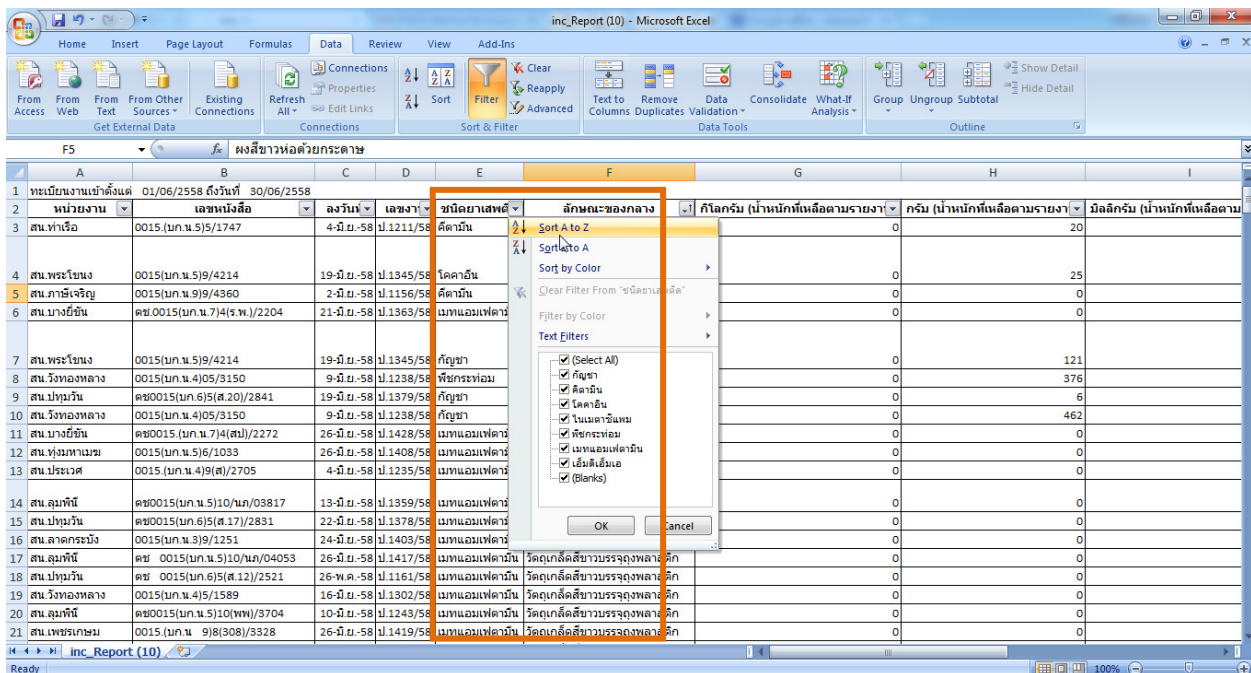 inc_Report (10) - Microsoft Excel
Home Insert Page Layout Formulas Data Review View Add-Ins
From Access From Web From Text From Other Sources Existing Connections Refresh All Connections Properties Edit Links Sort Filter Clear Reapply Advanced Text to Columns Remove Duplicates Data Validation Consolidate What-If Analysis Group Ungroup Subtotal Show Detail Hide Detail
Get External Data Connections Sort & Filter Data Tools Outline
F5 fx ผงสีขาวห่อด้วยกระดาษ
A B C D E F G H I
1 ทะเบียนงานเข้าตั้งแต่ 01/06/2558 ถึงวันที่ 30/06/2558
2 หน่วยงาน เลขหนังสือ ลงวันที่ เลขงา ชนิดยาเสพติ ลักษณะของกลาง กิโลกรัม (น้ำหนักที่เหลือตามรายงา กรัม (น้ำหนักที่เหลือตามรายงา มิลลิกรัม (น้ำหนักที่เหลือตาม
3 สน.ท่าเรือ 0015.(บก.น.5)5/1747 4-มิ.ย.-58 ป.1211/58 คีตามีน 0 20
4 สน.พระโขนง 0015(บก.น.5)9/4214 19-มิ.ย.-58 ป.1345/58 โคคาอีน 0 25
5 สน.ภาษีเจริญ 0015(บก.น.9)9/4360 2-มิ.ย.-58 ป.1156/58 คีตามีน 0 0
6 สน.บางยี่ขัน ตช.0015(บก.น.7)4(ร.พ.)/2204 21-มิ.ย.-58 ป.1363/58 เมทแอมเฟตามี 0 0
7 สน.พระโขนง 0015(บก.น.5)9/4214 19-มิ.ย.-58 ป.1345/58 กัญชา 0 121
8 สน.วังทองหลาง 0015(บก.น.4)05/3150 9-มิ.ย.-58 ป.1238/58 พืชกระท่อม 0 376
9 สน.ปทุมวัน ตช0015(บก.6)5(ส.20)/2841 19-มิ.ย.-58 ป.1379/58 กัญชา 0 6
10 สน.วังทองหลาง 0015(บก.น.4)05/3150 9-มิ.ย.-58 ป.1238/58 กัญชา 0 462
11 สน.บางยี่ขัน ตช0015.(บก.น.7)4(สป)/2272 26-มิ.ย.-58 ป.1428/58 เมทแอมเฟตามี 0 0
12 สน.ทุ่งมหาเมฆ 0015(บก.น.5)6/1033 26-มิ.ย.-58 ป.1408/58 เมทแอมเฟตามี 0 0
13 สน.ประเวศ 0015.(บก.น.4)9(ส)/2705 4-มิ.ย.-58 ป.1235/58 เมทแอมเฟตามี 0 0
14 สน.ลุมพินี ตช0015(บก.น.5)10/นภ/03817 13-มิ.ย.-58 ป.1359/58 เมทแอมเฟตามี 0 0
15 สน.ปทุมวัน ตช0015(บก.6)5(ส.17)/2831 22-มิ.ย.-58 ป.1378/58 เมทแอมเฟตามี 0 0
16 สน.ลาดกระบัง 0015(บก.น.3)9/1251 24-มิ.ย.-58 ป.1403/58 เมทแอมเฟตามี 0 0
17 สน.ลุมพินี ตช 0015(บก.น.5)10/นภ/04053 26-มิ.ย.-58 ป.1417/58 เมทแอมเฟตามีน วัตถุเกล็ดสีขาวบรรจุถุงพลาสติก 0 0
18 สน.ปทุมวัน ตช 0015(บก.6)5(ส.12)/2521 26-พ.ค.-58 ป.1161/58 เมทแอมเฟตามีน วัตถุเกล็ดสีขาวบรรจุถุงพลาสติก 0 0
19 สน.วังทองหลาง 0015(บก.น.4)5/1589 16-มิ.ย.-58 ป.1302/58 เมทแอมเฟตามีน วัตถุเกล็ดสีขาวบรรจุถุงพลาสติก 0 0
20 สน.ลุมพินี ตช0015(บก.น.5)10(พพ)/3704 10-มิ.ย.-58 ป.1243/58 เมทแอมเฟตามีน วัตถุเกล็ดสีขาวบรรจุถุงพลาสติก 0 0
21 สน.เพชรเกษม 0015.(บก.น 9)8(308)/3328 26-มิ.ย.-58 ป.1419/58 เมทแอมเฟตามีน วัตถุเกล็ดสีขาวบรรจุถุงพลาสติก 0 0
Sort A to Z
Sort to A
Sort by Color
Clear Filter From "ชนิดยาเสพติด"
Filter by Color
Text Filters
(Select All)
กัญชา
คีตามีน
โคคาอีน
ไนเมตาซีแพม
พืชกระท่อม
เมทแอมเฟตามีน
เอ็มดีเอ็มเอ
(Blanks)
OK Cancel
inc_Report (10)
Ready 100%